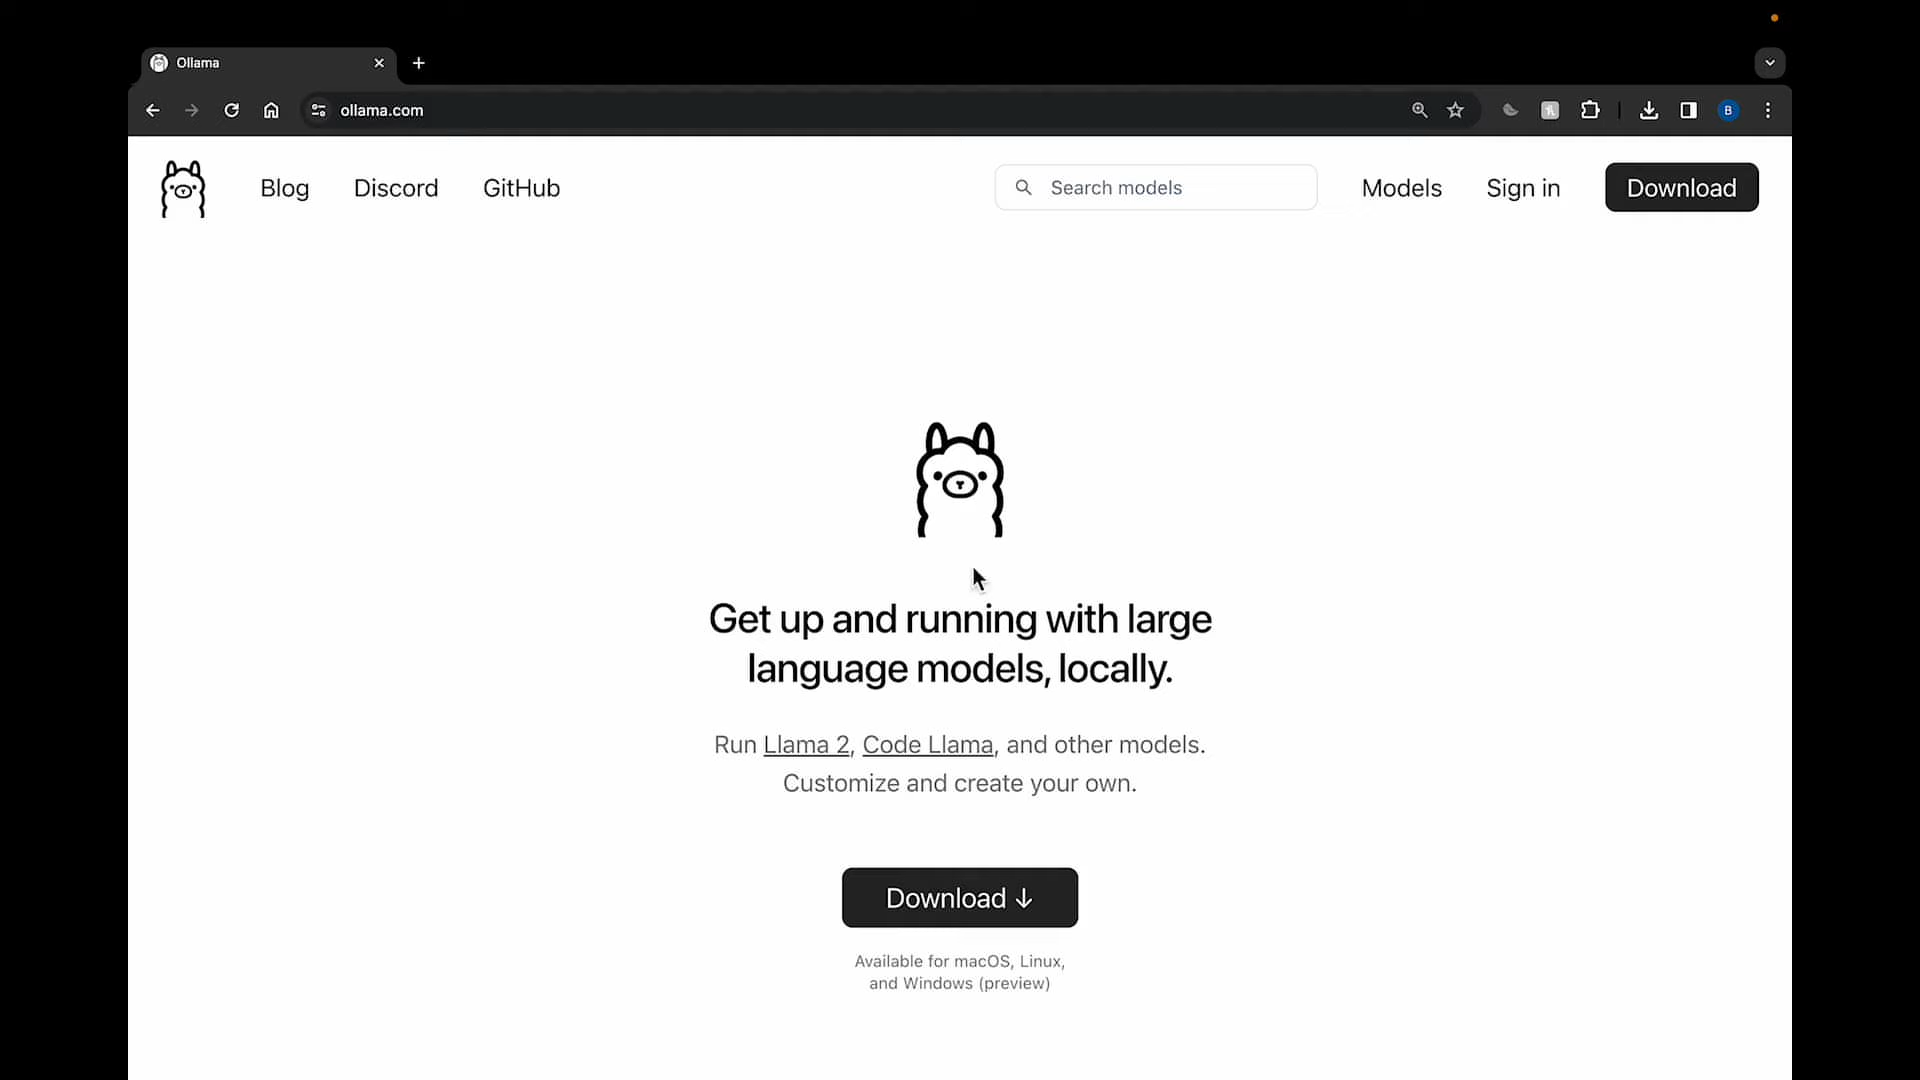 Ollama
ollama.com
B
Blog Discord GitHub Search models Models Sign in Download
Get up and running with large
language models, locally.
Run Llama 2, Code Llama, and other models.
Customize and create your own.
Download ↓
Available for macOS, Linux,
and Windows (preview)